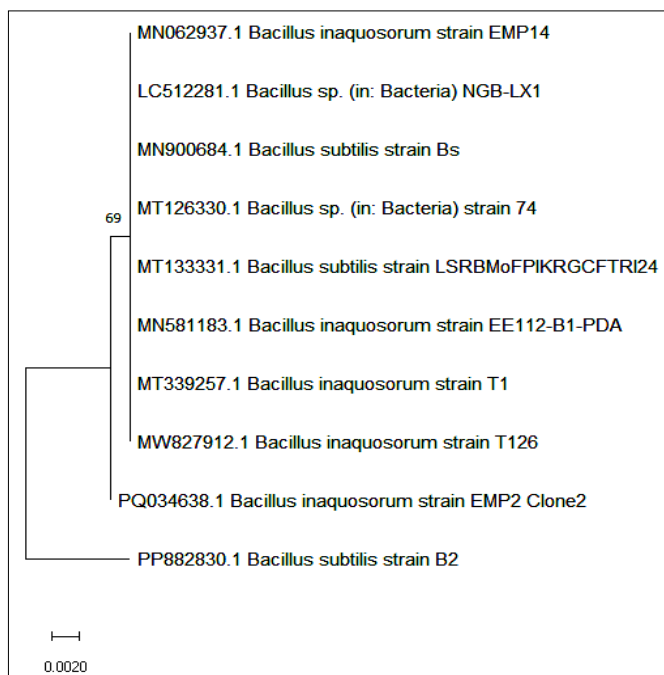 MN062937.1 Bacillus inaquosorum strain EMP14
LC512281.1 Bacillus sp. (in: Bacteria) NGB-LX1
MN900684.1 Bacillus subtilis strain Bs
69
MT126330.1 Bacillus sp. (in: Bacteria) strain 74
MT133331.1 Bacillus subtilis strain LSRBMoFPIKRGCFTRI24
MN581183.1 Bacillus inaquosorum strain EE112-B1-PDA
MT339257.1 Bacillus inaquosorum strain T1
MW827912.1 Bacillus inaquosorum strain T126
PQ034638.1 Bacillus inaquosorum strain EMP2 Clone2
PP882830.1 Bacillus subtilis strain B2
0.0020